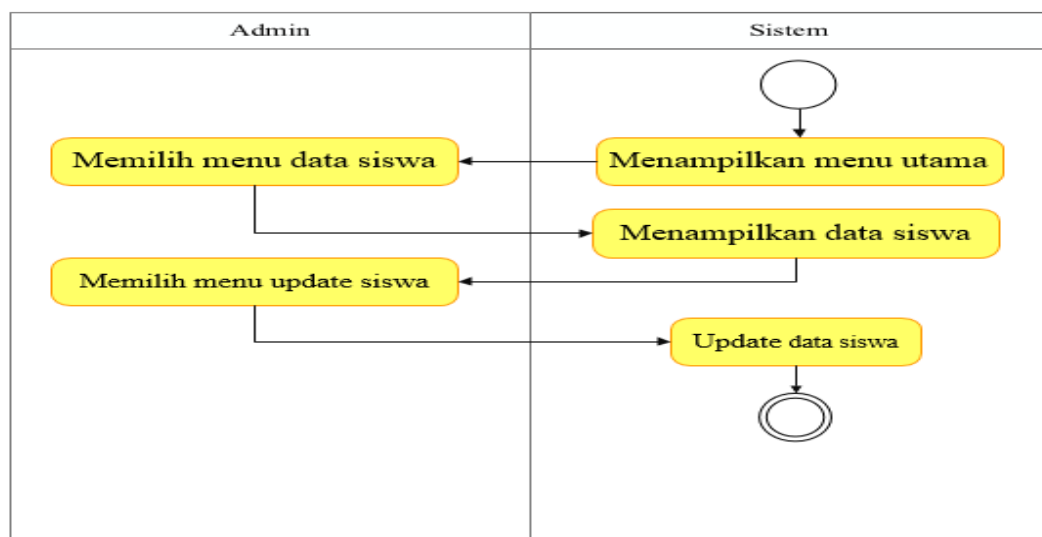 Admin
Sistem
Menampilkan menu utama
Memilih menu data siswa
Menampilkan data siswa
Memilih menu update siswa
Update data siswa